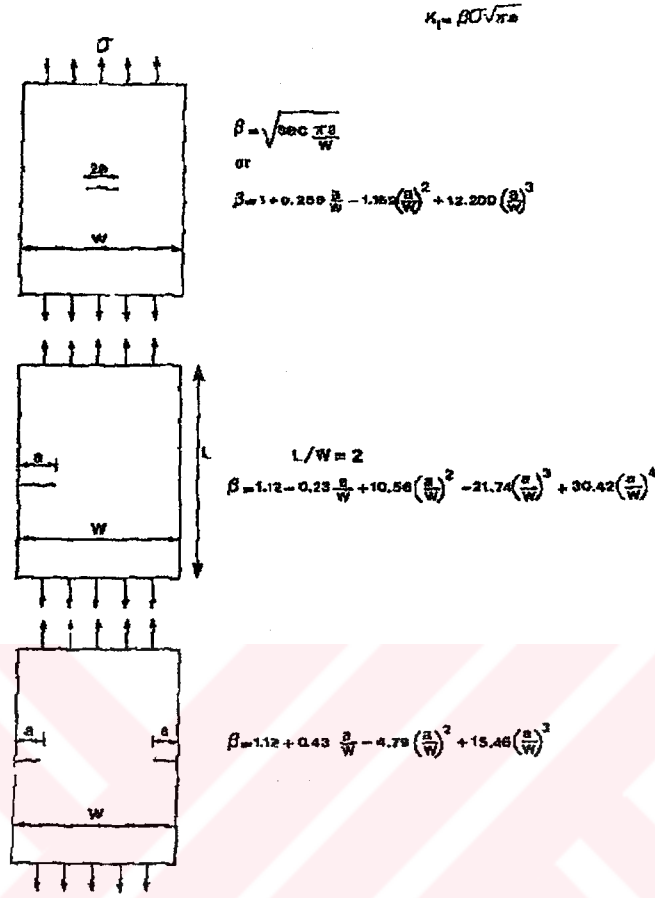 K₁= βσ√πa
σ
β=√sec πa/W
or
2a
β=1+0.256 a/W −1.152(a/W)² +12.200(a/W)³
W
a
L
L/W = 2
β=1.12−0.23 a/W +10.56(a/W)² −21.74(a/W)³ + 30.42(a/W)⁴
W
a a
β=1.12 + 0.43 a/W − 4.79 (a/W)² + 15.46(a/W)³
W